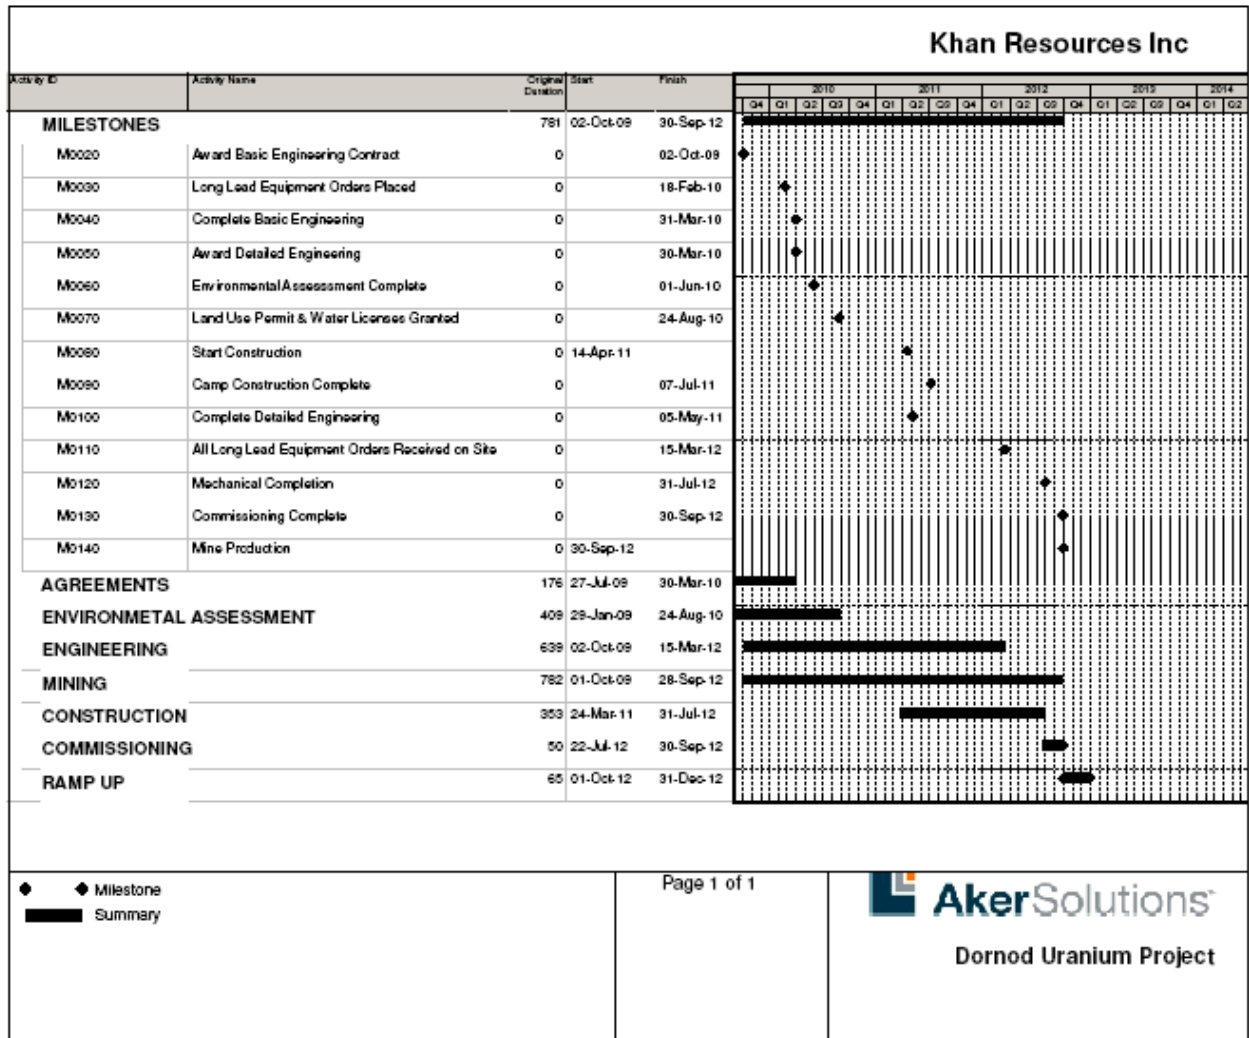 Khan Resources Inc
Activity ID Activity Name Original Duration Start Finish
2010 2011 2012 2013 2014
Q4 Q1 Q2 Q3 Q4 Q1 Q2 Q3 Q4 Q1 Q2 Q3 Q4 Q1 Q2 Q3 Q4 Q1 Q2
MILESTONES 781 02-Oct-09 30-Sep-12
M0020 Award Basic Engineering Contract 0 02-Oct-09
M0030 Long Lead Equipment Orders Placed 0 18-Feb-10
M0040 Complete Basic Engineering 0 31-Mar-10
M0050 Award Detailed Engineering 0 30-Mar-10
M0060 Environmental Assesssment Complete 0 01-Jun-10
M0070 Land Use Permit & Water Licenses Granted 0 24-Aug-10
M0080 Start Construction 0 14-Apr-11
M0090 Camp Construction Complete 0 07-Jul-11
M0100 Complete Detailed Engineering 0 05-May-11
M0110 All Long Lead Equipment Orders Received on Site 0 15-Mar-12
M0120 Mechanical Completion 0 31-Jul-12
M0130 Commissioning Complete 0 30-Sep-12
M0140 Mine Production 0 30-Sep-12
AGREEMENTS 176 27-Jul-09 30-Mar-10
ENVIRONMETAL ASSESSMENT 409 29-Jan-09 24-Aug-10
ENGINEERING 639 02-Oct-09 15-Mar-12
MINING 782 01-Oct-09 28-Sep-12
CONSTRUCTION 353 24-Mar-11 31-Jul-12
COMMISSIONING 50 22-Jul-12 30-Sep-12
RAMP UP 65 01-Oct-12 31-Dec-12
Milestone
Summary
Page 1 of 1
AkerSolutions
Dornod Uranium Project